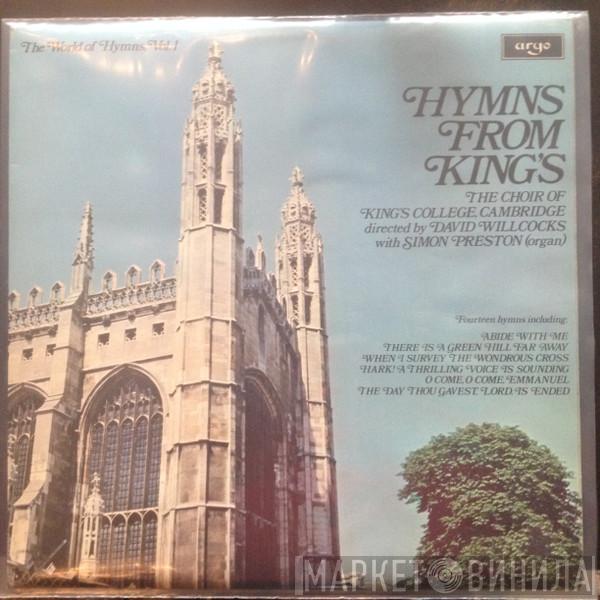 The World of Hymns, Vol. 1
argo
HYMNS
FROM
KING'S
THE CHOIR OF
KING'S COLLEGE, CAMBRIDGE
directed by DAVID WILLCOCKS
with SIMON PRESTON (organ)
Fourteen hymns including:
ABIDE WITH ME
THERE IS A GREEN HILL FAR AWAY
WHEN I SURVEY THE WONDROUS CROSS
HARK! A THRILLING VOICE IS SOUNDING
O COME, O COME, EMMANUEL
THE DAY THOU GAVEST, LORD, IS ENDED
МАРКЕТ ВИНИЛА